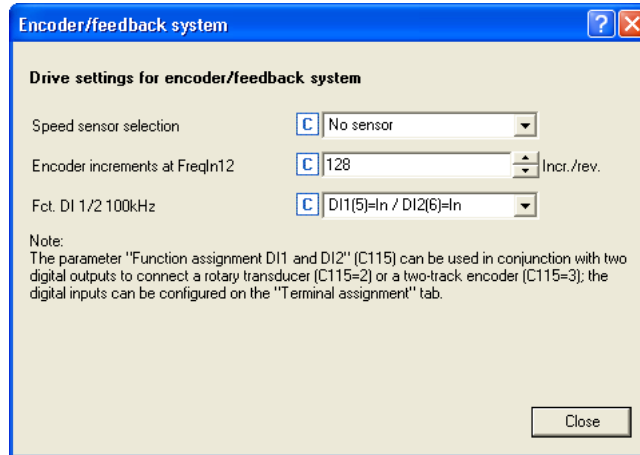 Encoder/feedback system
Drive settings for encoder/feedback system
Speed sensor selection C No sensor
Encoder increments at FreqIn12 C 128 Incr./rev.
Fct. DI 1/2 100kHz C DI1(5)=In / DI2(6)=In
Note:
The parameter "Function assignment DI1 and DI2" (C115) can be used in conjunction with two
digital outputs to connect a rotary transducer (C115=2) or a two-track encoder (C115=3); the
digital inputs can be configured on the "Terminal assignment" tab.
Close